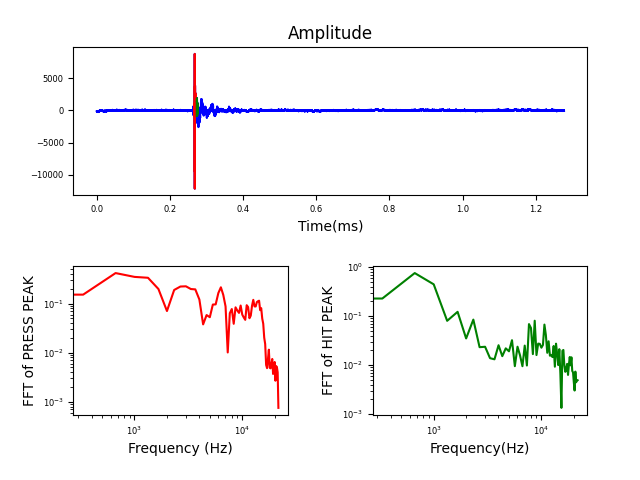 Amplitude
5000
0
−5000
−10000
0.0 0.2 0.4 0.6 0.8 1.0 1.2
Time(ms)
FFT of PRESS PEAK
10⁻¹
10⁻²
10⁻³
10³ 10⁴
Frequency (Hz)
FFT of HIT PEAK
10⁰
10⁻¹
10⁻²
10⁻³
10³ 10⁴
Frequency(Hz)